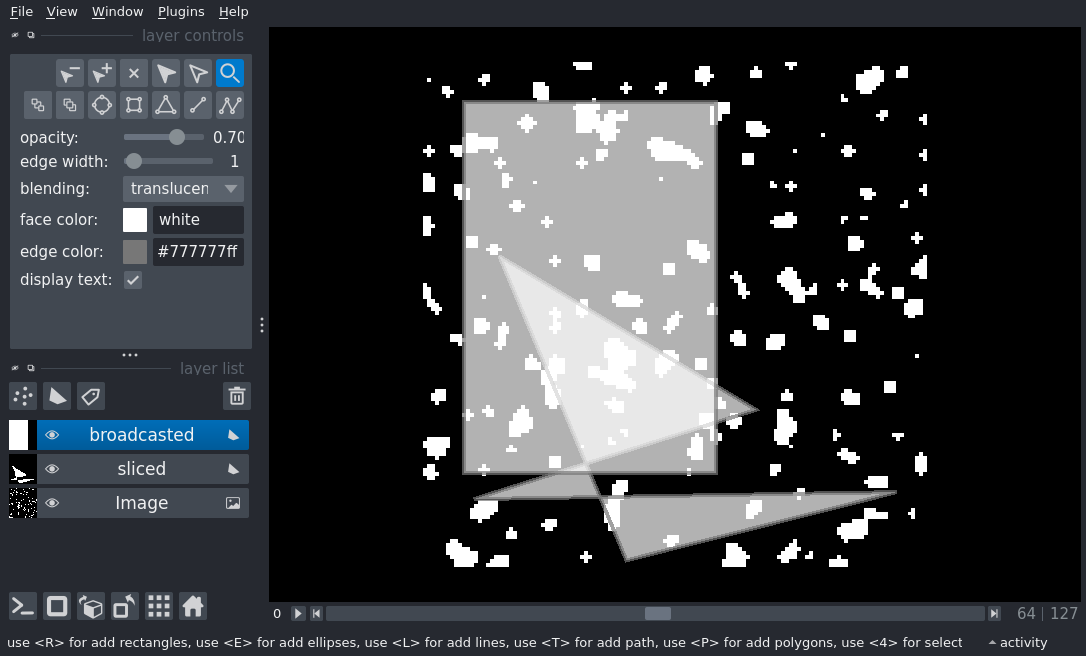 File View Window Plugins Help
layer controls
opacity: 0.70
edge width: 1
blending: translucen
face color: white
edge color: #777777ff
display text:
layer list
broadcasted
sliced
Image
0 64 | 127
use <R> for add rectangles, use <E> for add ellipses, use <L> for add lines, use <T> for add path, use <P> for add polygons, use <4> for select activity